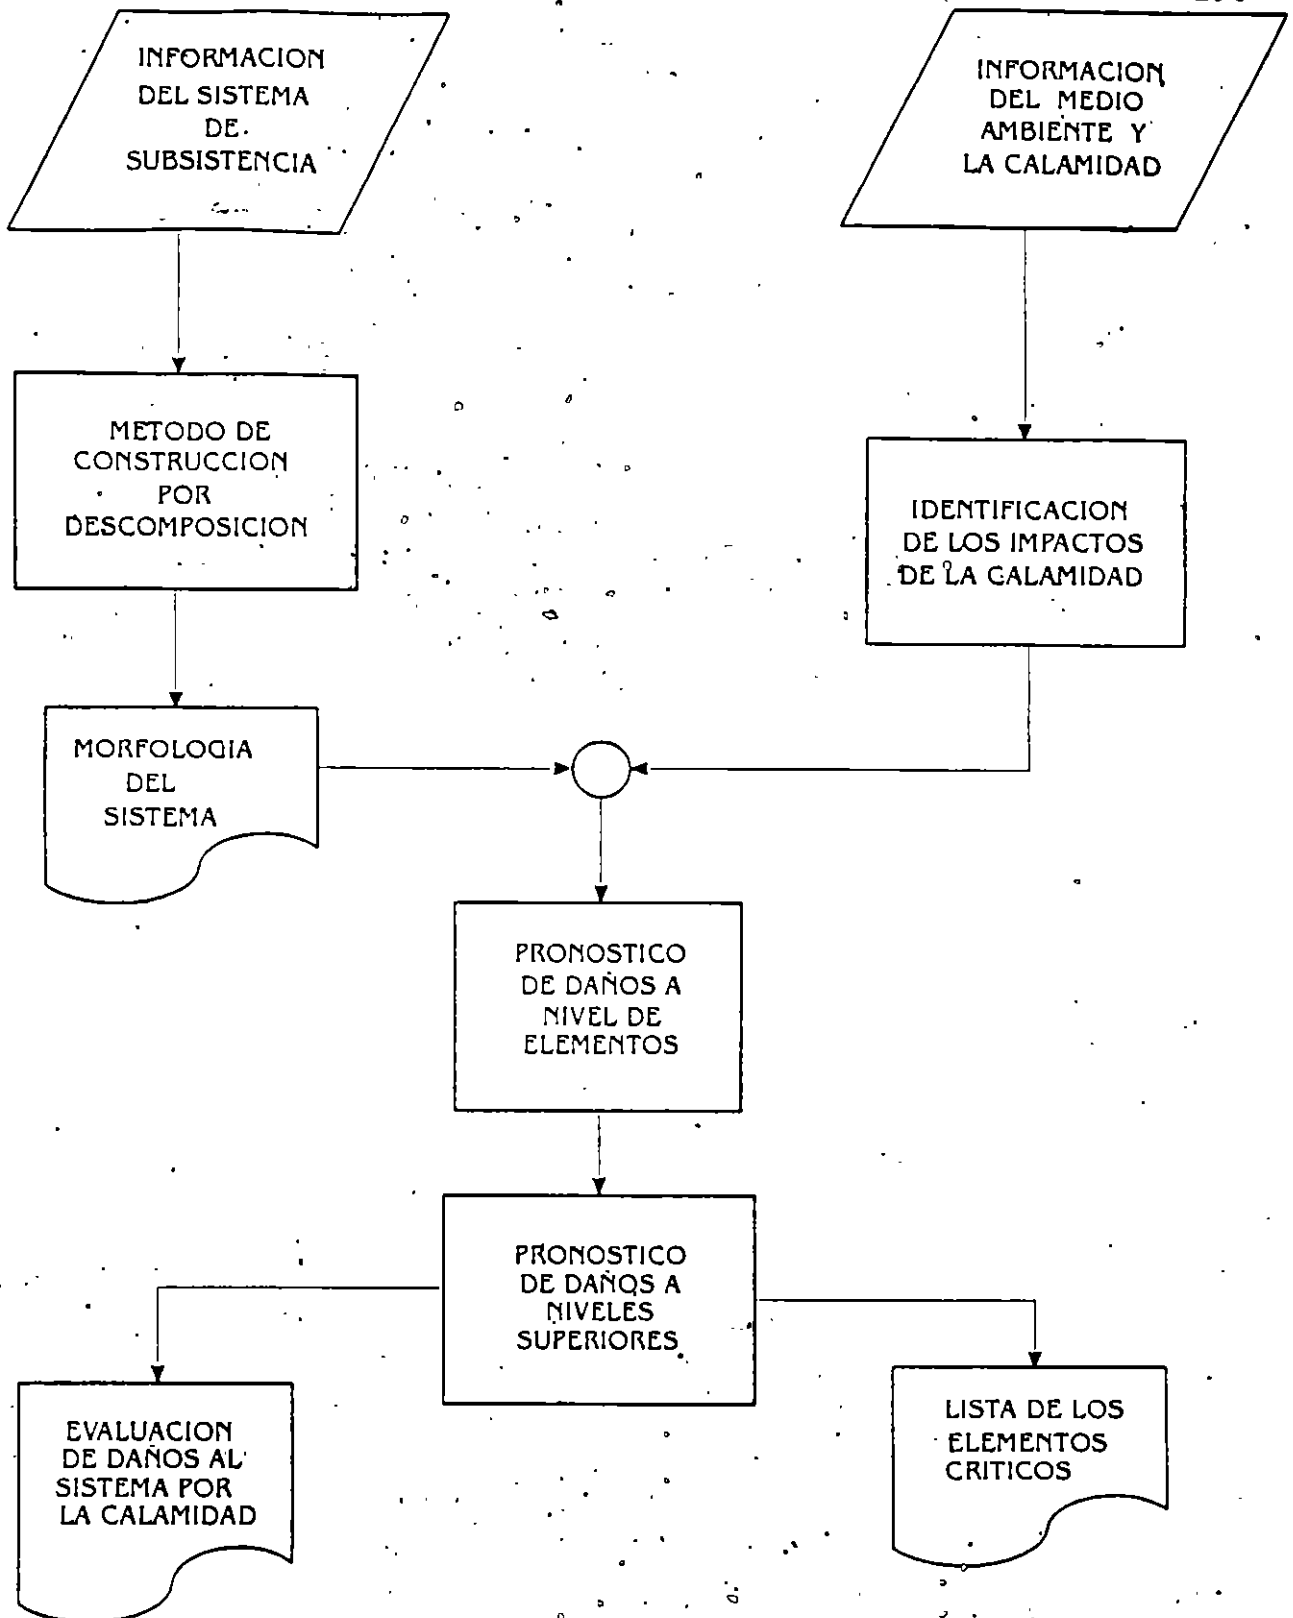 INFORMACION
DEL SISTEMA
DE
SUBSISTENCIA
INFORMACION
DEL MEDIO
AMBIENTE Y
LA CALAMIDAD
METODO DE
CONSTRUCCION
POR
DESCOMPOSICION
IDENTIFICACION
DE LOS IMPACTOS
DE LA CALAMIDAD
MORFOLOGIA
DEL
SISTEMA
PRONOSTICO
DE DAÑOS A
NIVEL DE
ELEMENTOS
PRONOSTICO
DE DAÑOS A
NIVELES
SUPERIORES
EVALUACION
DE DAÑOS AL
SISTEMA POR
LA CALAMIDAD
LISTA DE LOS
ELEMENTOS
CRITICOS